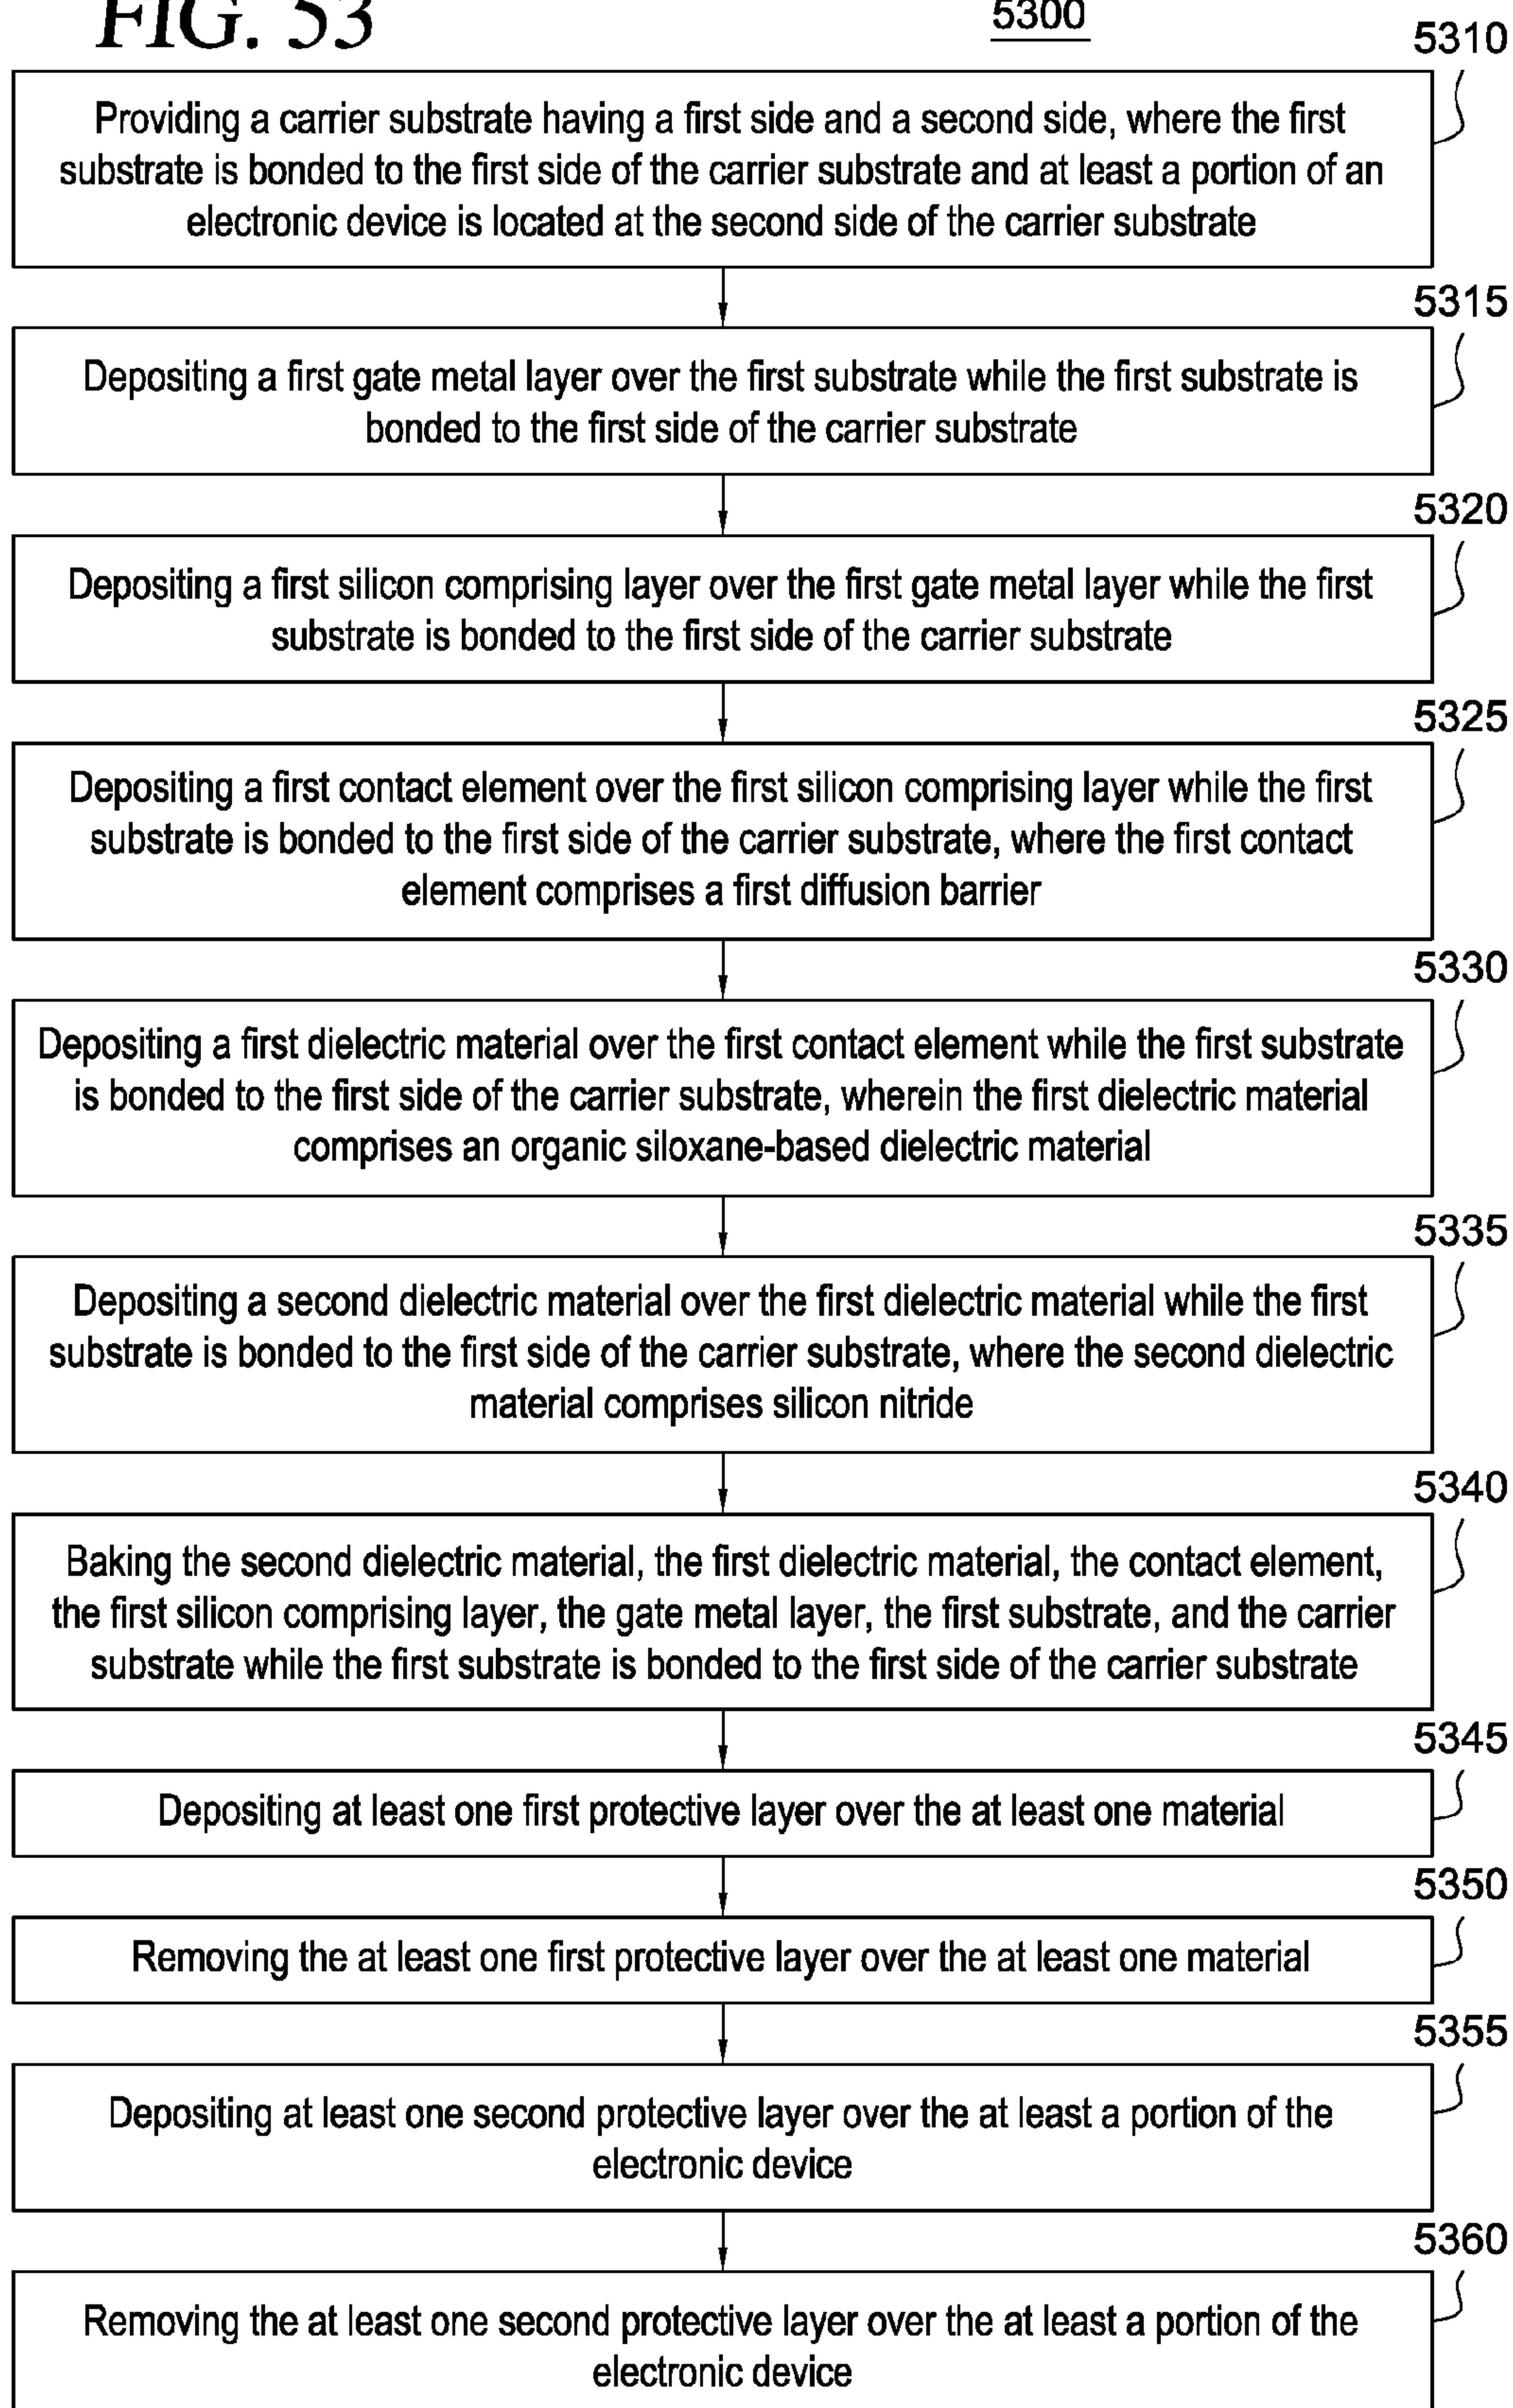 FIG. 53
5300
5310
Providing a carrier substrate having a first side and a second side, where the first
substrate is bonded to the first side of the carrier substrate and at least a portion of an
electronic device is located at the second side of the carrier substrate
5315
Depositing a first gate metal layer over the first substrate while the first substrate is
bonded to the first side of the carrier substrate
5320
Depositing a first silicon comprising layer over the first gate metal layer while the first
substrate is bonded to the first side of the carrier substrate
5325
Depositing a first contact element over the first silicon comprising layer while the first
substrate is bonded to the first side of the carrier substrate, where the first contact
element comprises a first diffusion barrier
5330
Depositing a first dielectric material over the first contact element while the first substrate
is bonded to the first side of the carrier substrate, wherein the first dielectric material
comprises an organic siloxane-based dielectric material
5335
Depositing a second dielectric material over the first dielectric material while the first
substrate is bonded to the first side of the carrier substrate, where the second dielectric
material comprises silicon nitride
5340
Baking the second dielectric material, the first dielectric material, the contact element,
the first silicon comprising layer, the gate metal layer, the first substrate, and the carrier
substrate while the first substrate is bonded to the first side of the carrier substrate
5345
Depositing at least one first protective layer over the at least one material
5350
Removing the at least one first protective layer over the at least one material
5355
Depositing at least one second protective layer over the at least a portion of the
electronic device
5360
Removing the at least one second protective layer over the at least a portion of the
electronic device